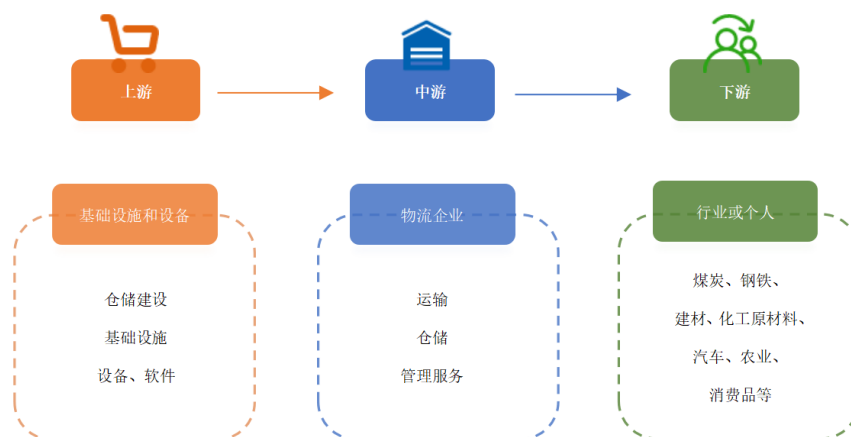 上游
中游
下游
基础设施和设备
物流企业
行业或个人
仓储建设
基础设施
设备、软件
运输
仓储
管理服务
煤炭、钢铁、
建材、化工原材料、
汽车、农业、
消费品等